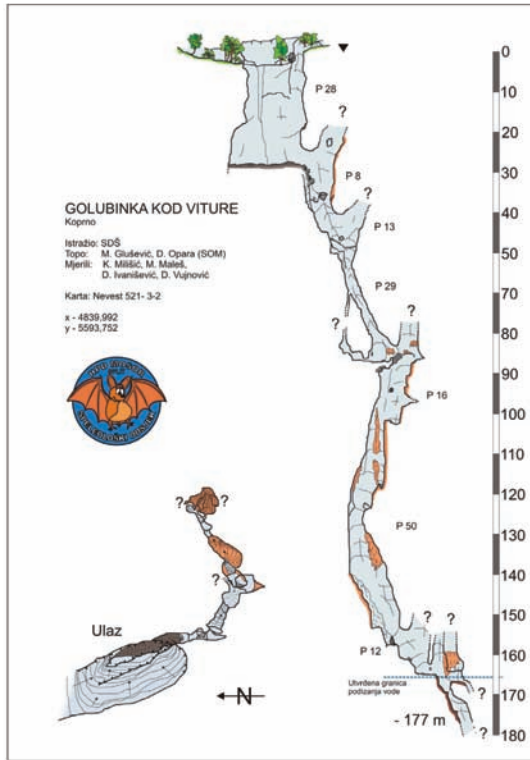 0
10
20
30
40
50
60
70
80
90
100
110
120
130
140
150
160
170
180
P 28
?
P 8
?
P 13
P 29
?
?
P 16
P 50
?
?
P 12
Utvrđena granica
podizanja vode
?
- 177 m
?
GOLUBINKA KOD VITURE
Koprno
Istražio: SDŠ
Topo: M. Glušević, D. Opara (SOM)
Mjerili: K. Milišić, M. Maleš,
D. Ivanišević, D. Vujnović
Karta: Nevest 521- 3-2
x - 4839,992
y - 5593,752
?
?
?
Ulaz
N